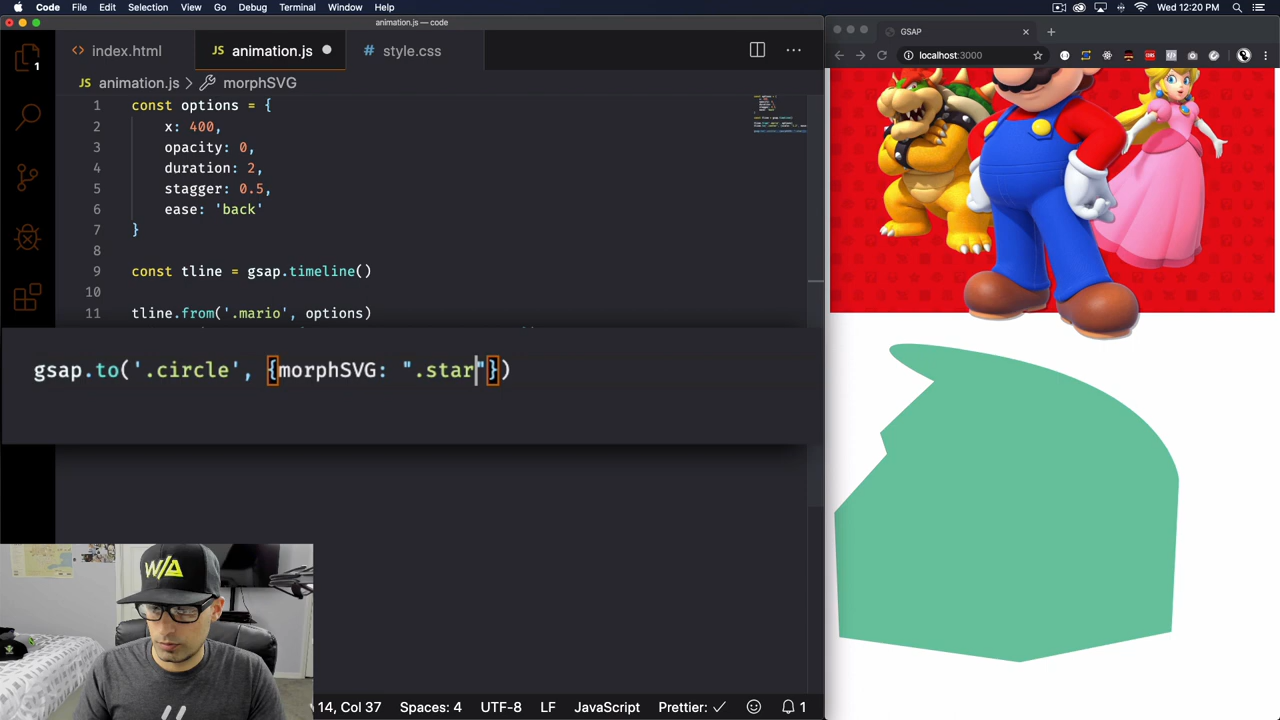 Code File Edit Selection View Go Debug Terminal Window Help
Wed 12:20 PM
animation.js — code
index.html
JS animation.js
# style.css
GSAP
localhost:3000
1
JS animation.js > morphSVG
1 const options = {
2 x: 400,
3 opacity: 0,
4 duration: 2,
5 stagger: 0.5,
6 ease: 'back'
7 }
8
9 const tline = gsap.timeline()
10
11 tline.from('.mario', options)
gsap.to('.circle', {morphSVG: ".star"})
W/A
14, Col 37 Spaces: 4 UTF-8 LF JavaScript Prettier: ✓ 1